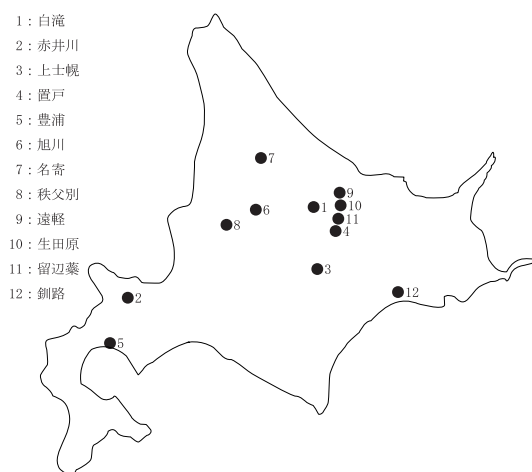 1：白滝
2：赤井川
3：上士幌
4：置戸
5：豊浦
6：旭川
7：名寄
8：秩父別
9：遠軽
10：生田原
11：留辺蘂
12：釧路
7
9
10
1
6
11
8
4
3
12
2
5